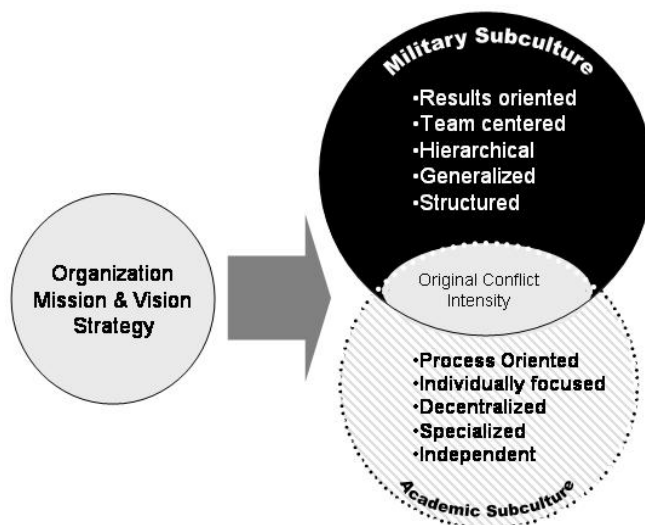 Military Subculture
•Results oriented
•Team centered
•Hierarchical
•Generalized
•Structured
Organization
Mission & Vision
Strategy
Original Conflict
Intensity
•Process Oriented
•Individually focused
•Decentralized
•Specialized
•Independent
Academic Subculture